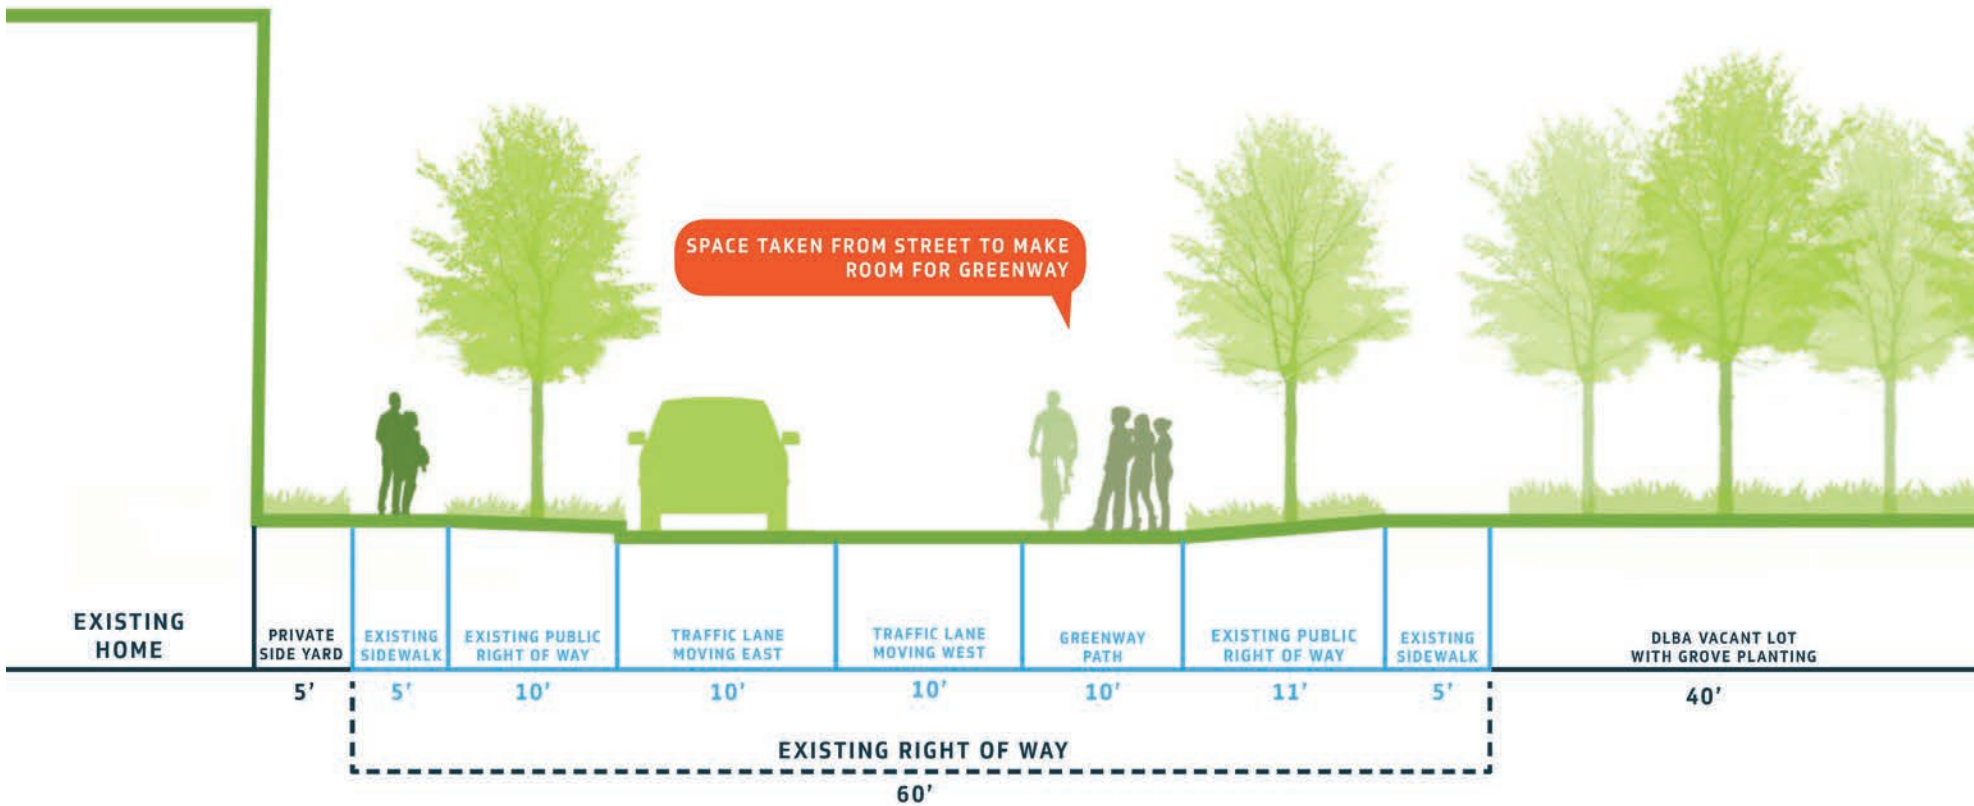 SPACE TAKEN FROM STREET TO MAKE
ROOM FOR GREENWAY
EXISTING
HOME
PRIVATE
SIDE YARD
EXISTING
SIDEWALK
EXISTING PUBLIC
RIGHT OF WAY
TRAFFIC LANE
MOVING EAST
TRAFFIC LANE
MOVING WEST
GREENWAY
PATH
EXISTING PUBLIC
RIGHT OF WAY
EXISTING
SIDEWALK
DLBA VACANT LOT
WITH GROVE PLANTING
5'
5'
10'
10'
10'
10'
11'
5'
40'
EXISTING RIGHT OF WAY
60'